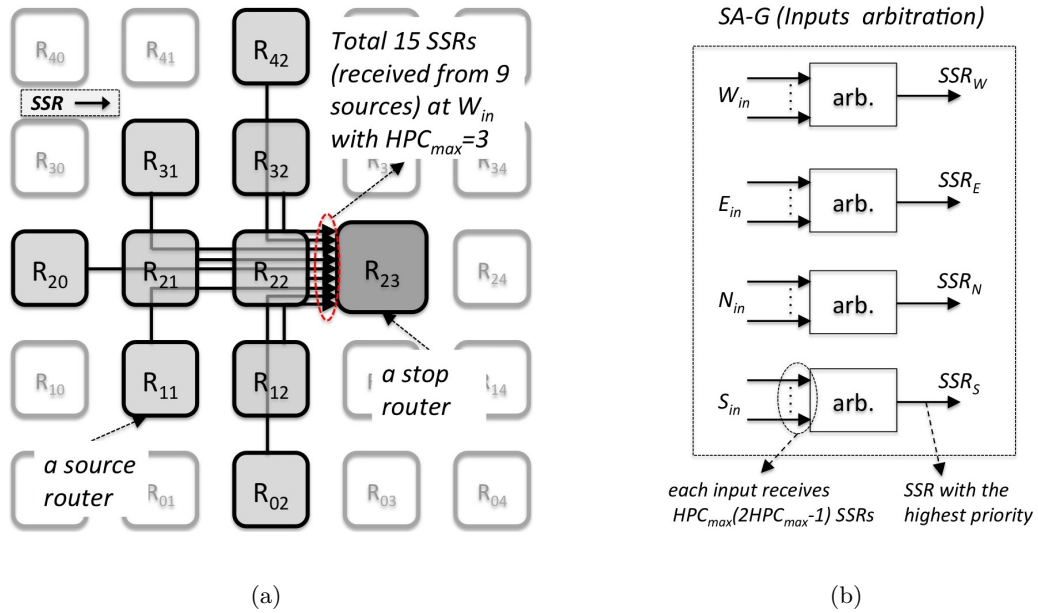 R40
R41
R42
Total 15 SSRs
(received from 9
sources) at Win
with HPCmax=3
SSR
R30
R31
R32
R34
R20
R21
R22
R23
R24
R10
R11
R12
R14
a stop
router
a source
router
R01
R02
R03
R04
(a)
SA-G (Inputs arbitration)
Win
arb.
SSRW
Ein
arb.
SSRE
Nin
arb.
SSRN
Sin
arb.
SSRS
each input receives
HPCmax(2HPCmax-1) SSRs
SSR with the
highest priority
(b)